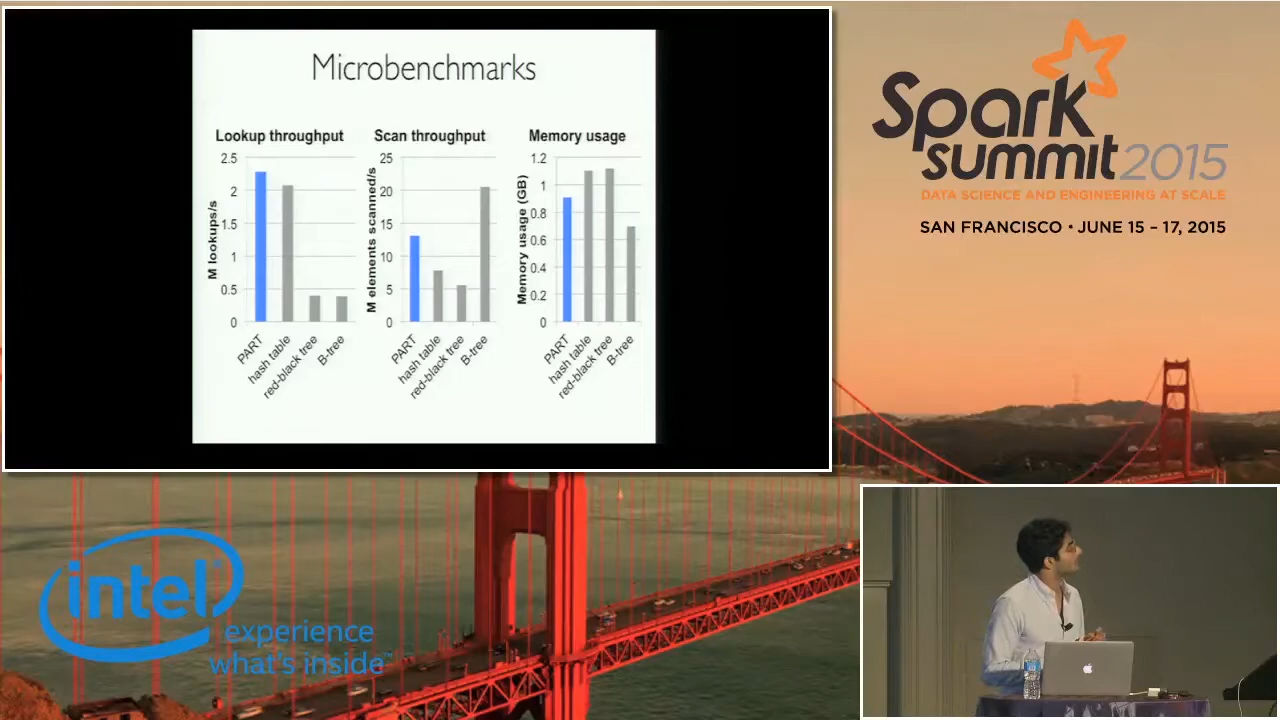 Microbenchmarks
Lookup throughput
M lookups/s
2.5
2
1.5
1
0.5
0
PART
hash table
red-black tree
B-tree
Scan throughput
M elements scanned/s
25
20
15
10
5
0
PART
hash table
red-black tree
B-tree
Memory usage
Memory usage (GB)
1.2
1
0.8
0.6
0.4
0.2
0
PART
hash table
red-black tree
B-tree
Spark
summit 2015
DATA SCIENCE AND ENGINEERING AT SCALE
SAN FRANCISCO • JUNE 15 – 17, 2015
intel®
experience
what's inside™